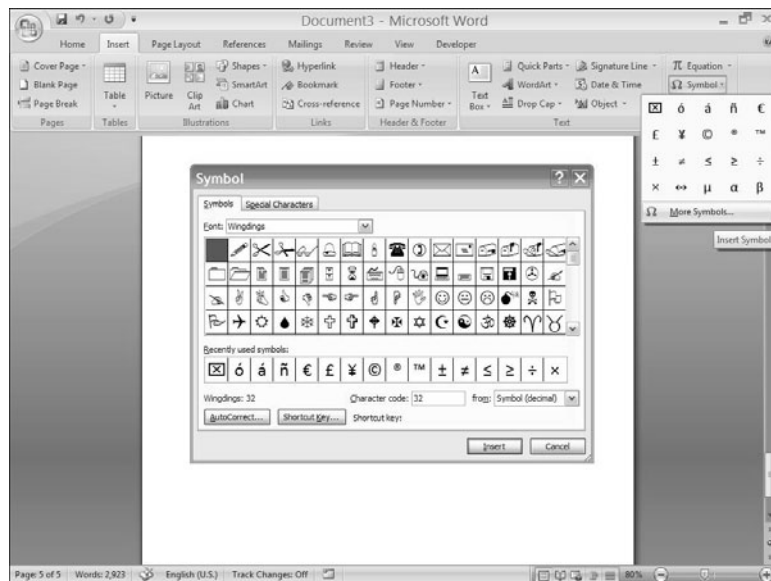 Document3 - Microsoft Word
Home Insert Page Layout References Mailings Review View Developer
Cover Page
Blank Page
Page Break
Pages
Table
Tables
Picture
Clip Art
Shapes
SmartArt
Chart
Illustrations
Hyperlink
Bookmark
Cross-reference
Links
Header
Footer
Page Number
Header & Footer
A
Text Box
Quick Parts
WordArt
Drop Cap
Signature Line
Date & Time
Object
Text
π Equation
Ω Symbol
ó á ñ €
£ ¥ © ® ™
± ≠ ≤ ≥ ÷
× ⇔ µ α β
Ω More Symbols...
Insert Symbol
Symbol
Symbols Special Characters
Font: Wingdings
Recently used symbols:
ó á ñ € £ ¥ © ® ™ ± ≠ ≤ ≥ ÷ ×
Wingdings: 32 Character code: 32 from: Symbol (decimal)
AutoCorrect... Shortcut Key... Shortcut key:
Insert Cancel
Page: 5 of 5 Words: 2,923 English (U.S.) Track Changes: Off 80%